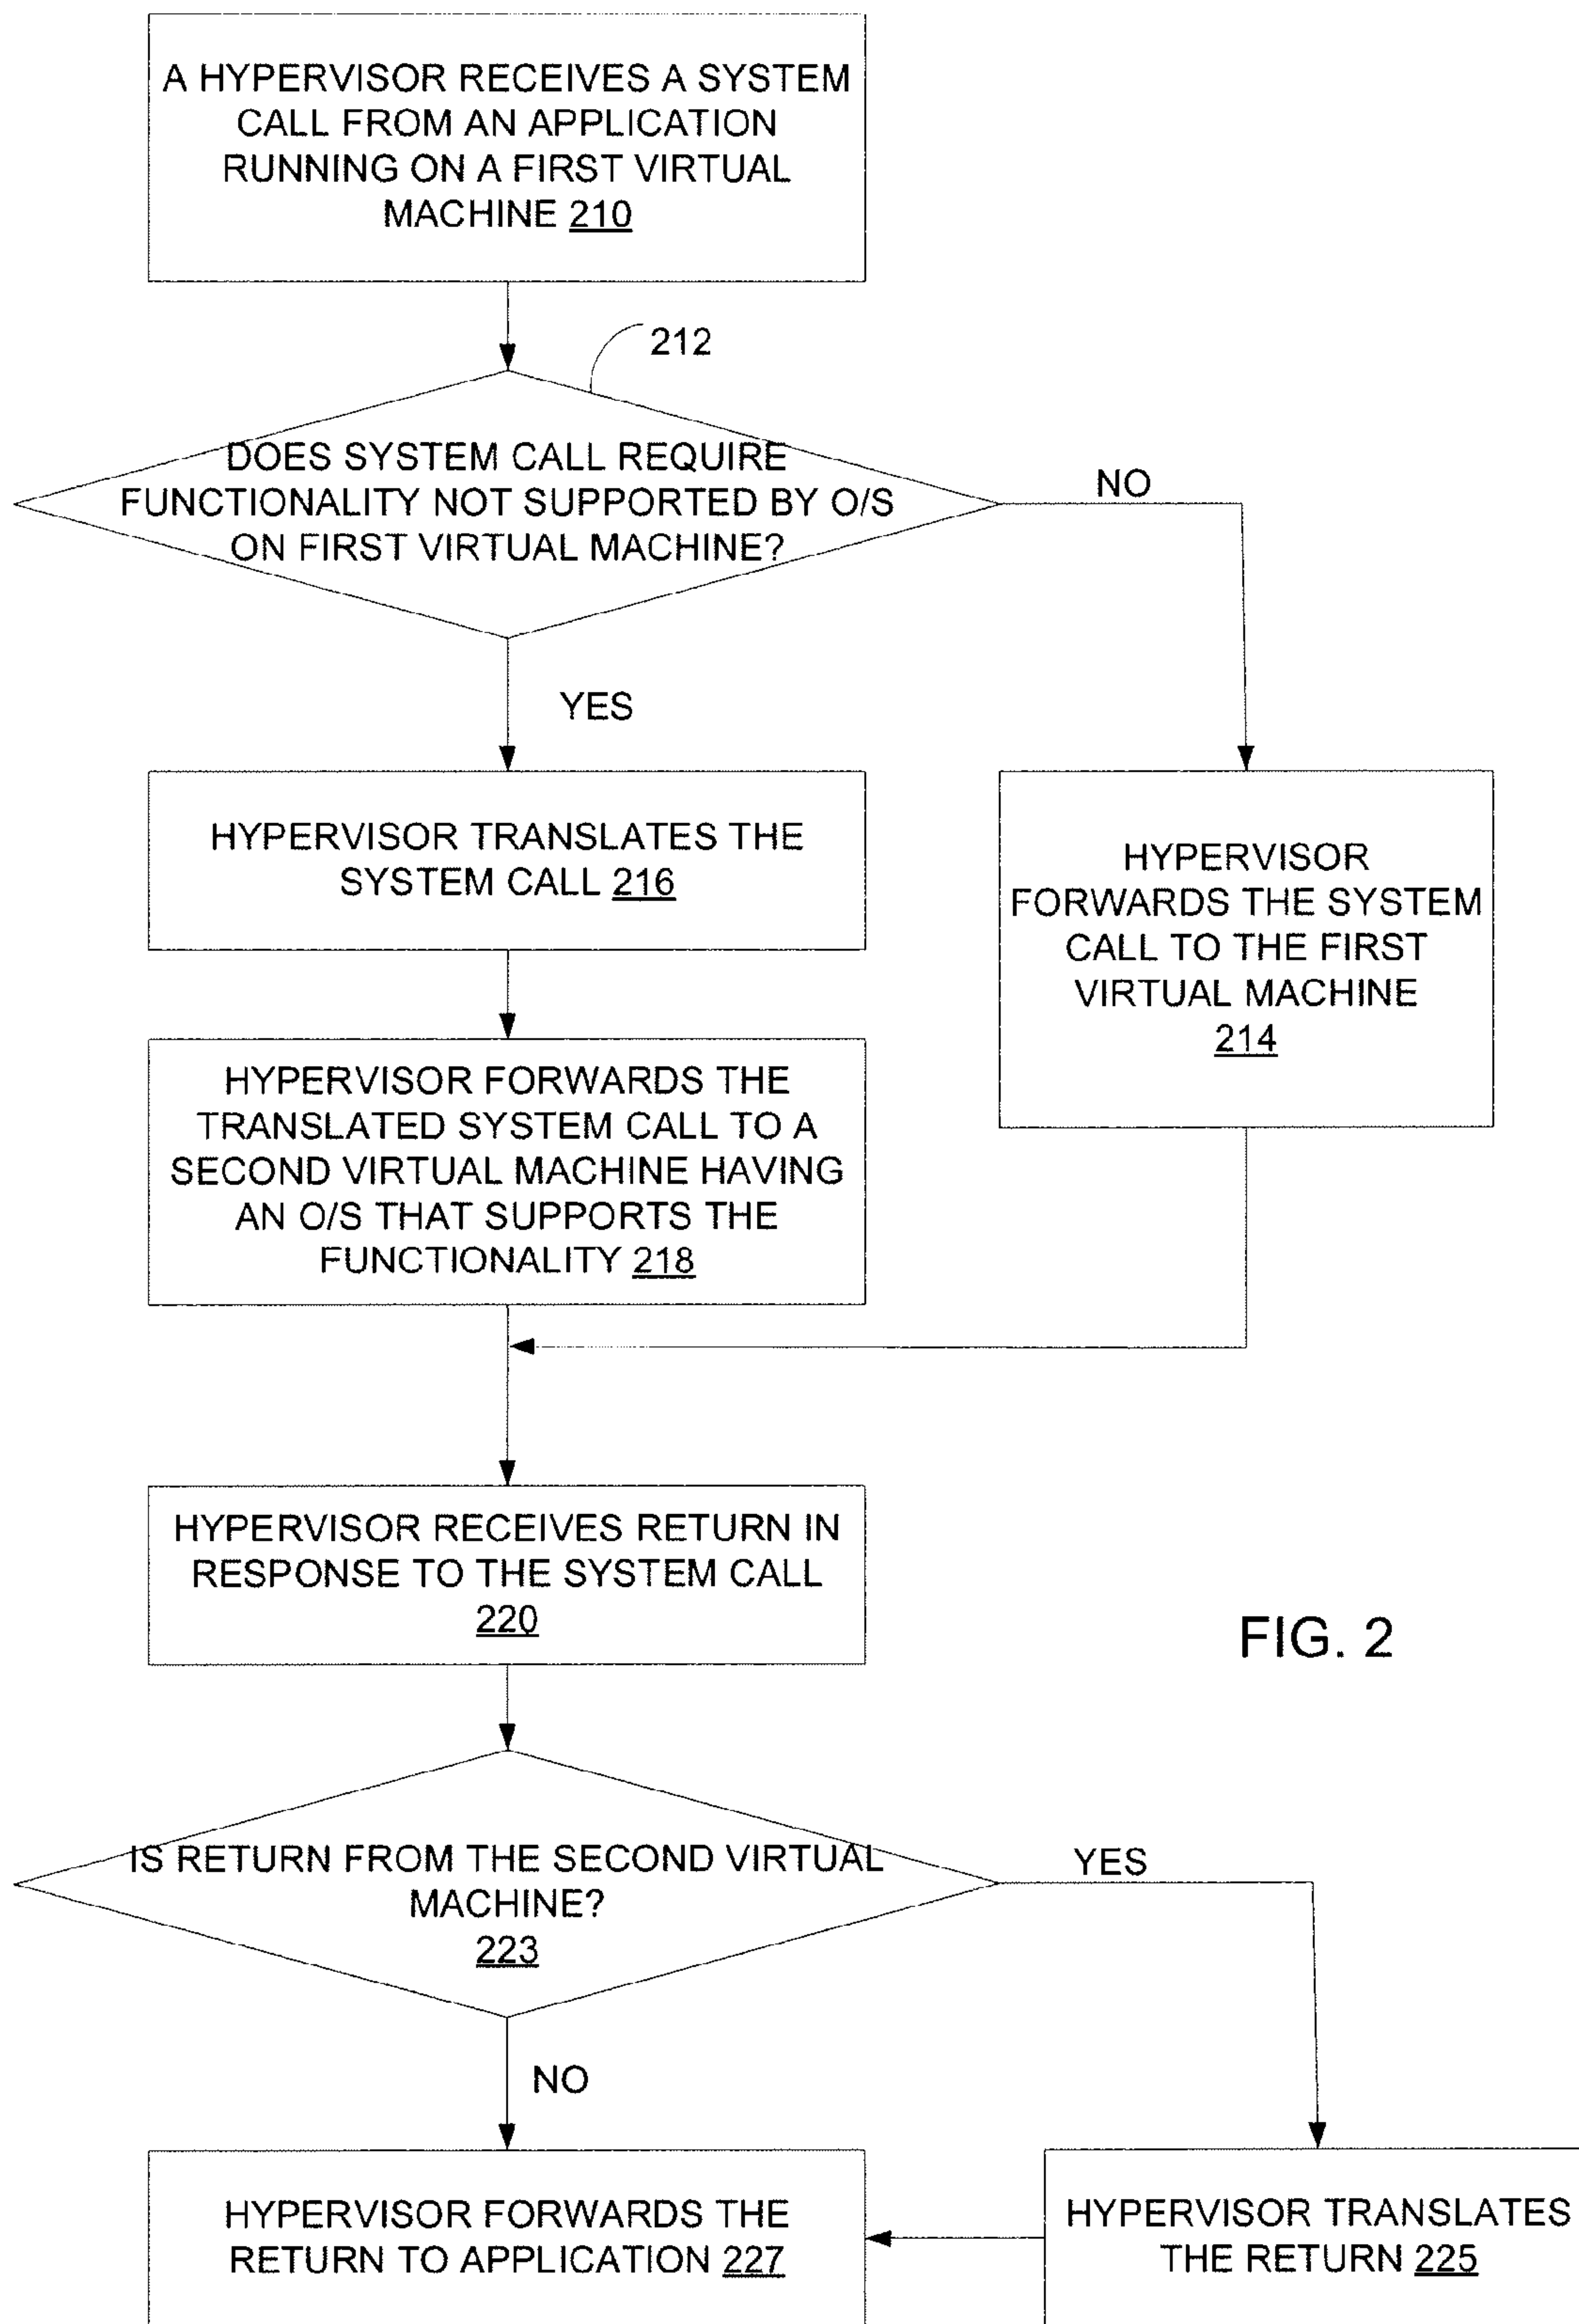 A HYPERVISOR RECEIVES A SYSTEM
CALL FROM AN APPLICATION
RUNNING ON A FIRST VIRTUAL
MACHINE 210
212
DOES SYSTEM CALL REQUIRE
FUNCTIONALITY NOT SUPPORTED BY O/S
ON FIRST VIRTUAL MACHINE?
NO
YES
HYPERVISOR TRANSLATES THE
SYSTEM CALL 216
HYPERVISOR
FORWARDS THE SYSTEM
CALL TO THE FIRST
VIRTUAL MACHINE
214
HYPERVISOR FORWARDS THE
TRANSLATED SYSTEM CALL TO A
SECOND VIRTUAL MACHINE HAVING
AN O/S THAT SUPPORTS THE
FUNCTIONALITY 218
HYPERVISOR RECEIVES RETURN IN
RESPONSE TO THE SYSTEM CALL
220
FIG. 2
IS RETURN FROM THE SECOND VIRTUAL
MACHINE?
223
YES
NO
HYPERVISOR FORWARDS THE
RETURN TO APPLICATION 227
HYPERVISOR TRANSLATES
THE RETURN 225